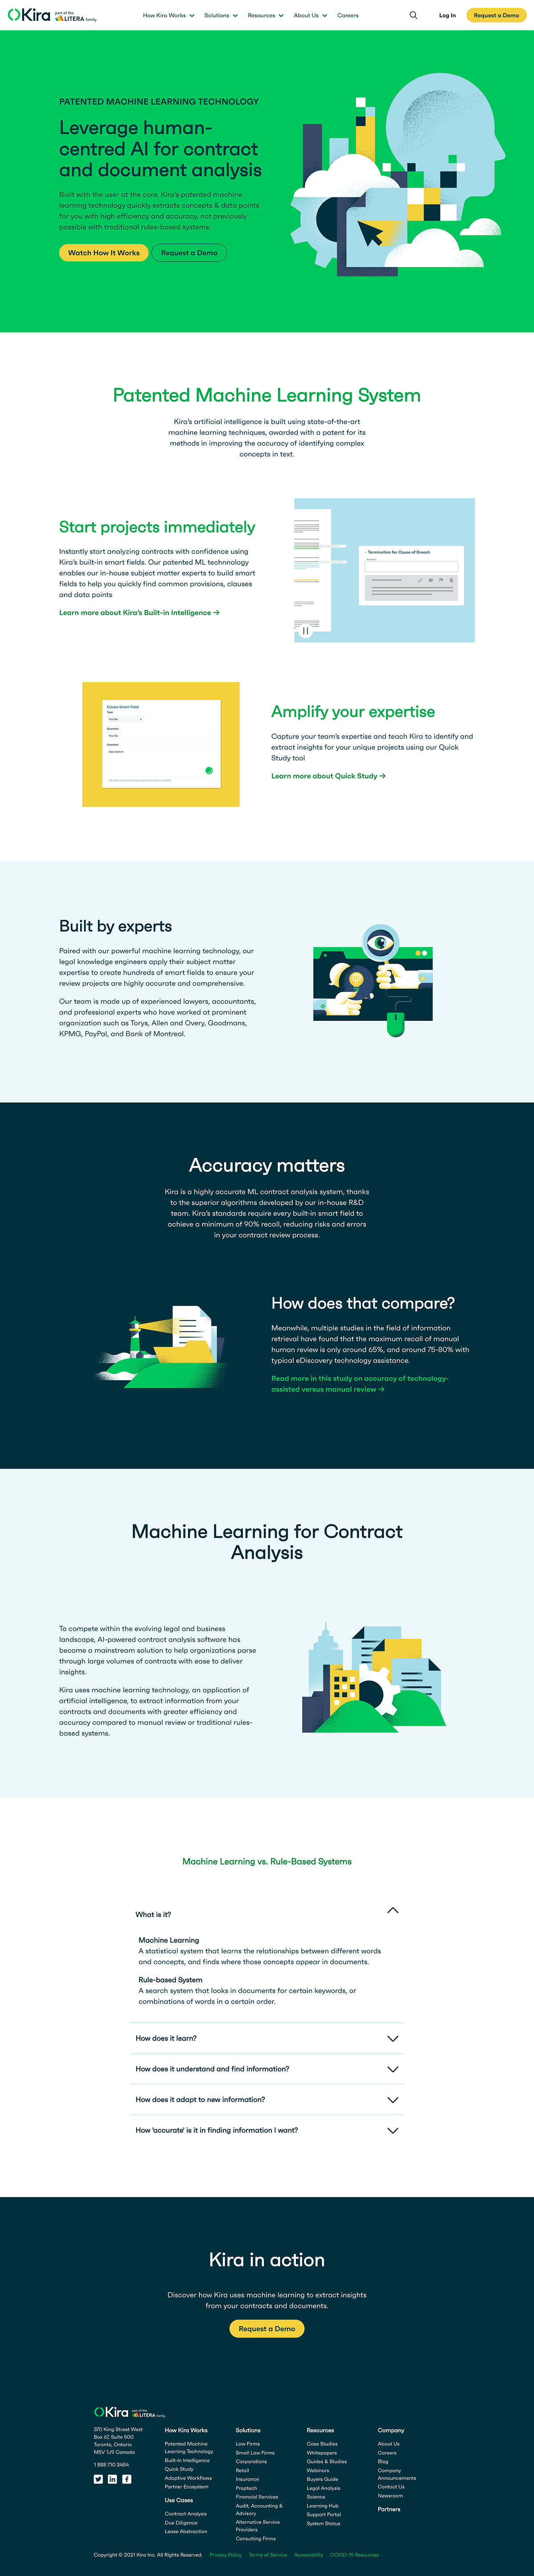 Kira part of the LITERA family.
How Kira Works Solutions Resources About Us Careers Log In Request a Demo
PATENTED MACHINE LEARNING TECHNOLOGY
Leverage human-
centred AI for contract
and document analysis
Built with the user at the core, Kira's patented machine
learning technology quickly extracts concepts & data points
for you with high efficiency and accuracy, not previously
possible with traditional rules-based systems.
Watch How It Works Request a Demo
Patented Machine Learning System
Kira's artificial intelligence is built using state-of-the-art
machine learning techniques, awarded with a patent for its
methods in improving the accuracy of identifying complex
concepts in text.
Start projects immediately
Instantly start analyzing contracts with confidence using
Kira's built-in smart fields. Our patented ML technology
enables our in-house subject matter experts to build smart
fields to help you quickly find common provisions, clauses
and data points
Learn more about Kira's Built-in Intelligence →
Termination for Cause of Breach
Create Smart Field
Type
Question
Description
Amplify your expertise
Capture your team's expertise and teach Kira to identify and
extract insights for your unique projects using our Quick
Study tool
Learn more about Quick Study →
Built by experts
Paired with our powerful machine learning technology, our
legal knowledge engineers apply their subject matter
expertise to create hundreds of smart fields to ensure your
review projects are highly accurate and comprehensive.
Our team is made up of experienced lawyers, accountants,
and professional experts who have worked at prominent
organization such as Torys, Allen and Overy, Goodmans,
KPMG, PayPal, and Bank of Montreal.
Accuracy matters
Kira is a highly accurate ML contract analysis system, thanks
to the superior algorithms developed by our in-house R&D
team. Kira's standards require every built-in smart field to
achieve a minimum of 90% recall, reducing risks and errors
in your contract review process.
How does that compare?
Meanwhile, multiple studies in the field of information
retrieval have found that the maximum recall of manual
human review is only around 65%, and around 75-80% with
typical eDiscovery technology assistance.
Read more in this study on accuracy of technology-
assisted versus manual review →
Machine Learning for Contract
Analysis
To compete within the evolving legal and business
landscape, AI-powered contract analysis software has
become a mainstream solution to help organizations parse
through large volumes of contracts with ease to deliver
insights.
Kira uses machine learning technology, an application of
artificial intelligence, to extract information from your
contracts and documents with greater efficiency and
accuracy compared to manual review or traditional rules-
based systems.
Machine Learning vs. Rule-Based Systems
What is it?
Machine Learning
A statistical system that learns the relationships between different words
and concepts, and finds where those concepts appear in documents.
Rule-based System
A search system that looks in documents for certain keywords, or
combinations of words in a certain order.
How does it learn?
How does it understand and find information?
How does it adapt to new information?
How 'accurate' is it in finding information I want?
Kira in action
Discover how Kira uses machine learning to extract insights
from your contracts and documents.
Request a Demo
Kira part of the LITERA family.
370 King Street West
Box 67, Suite 500
Toronto, Ontario
M5V 1J9 Canada
1 888 710 3454
How Kira Works
Patented Machine
Learning Technology
Built-In Intelligence
Quick Study
Adaptive Workflows
Partner Ecosystem
Use Cases
Contract Analysis
Due Diligence
Lease Abstraction
Solutions
Law Firms
Small Law Firms
Corporations
Retail
Insurance
Proptech
Financial Services
Audit, Accounting &
Advisory
Alternative Service
Providers
Consulting Firms
Resources
Case Studies
Whitepapers
Guides & Studies
Webinars
Buyers Guide
Legal Analysis
Science
Learning Hub
Support Portal
System Status
Company
About Us
Careers
Blog
Company
Announcements
Contact Us
Newsroom
Partners
Copyright © 2021 Kira Inc. All Rights Reserved. Privacy Policy Terms of Service Accessibility COVID-19 Resources